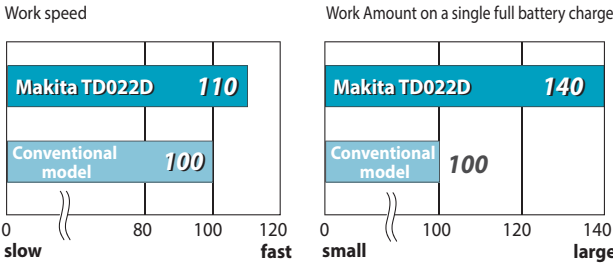 Work speed
Makita TD022D 110
Conventional
model
100
0 80 100 120
slow fast
Work Amount on a single full battery charge
Makita TD022D 140
Conventional
model
100
0 100 120 140
small large